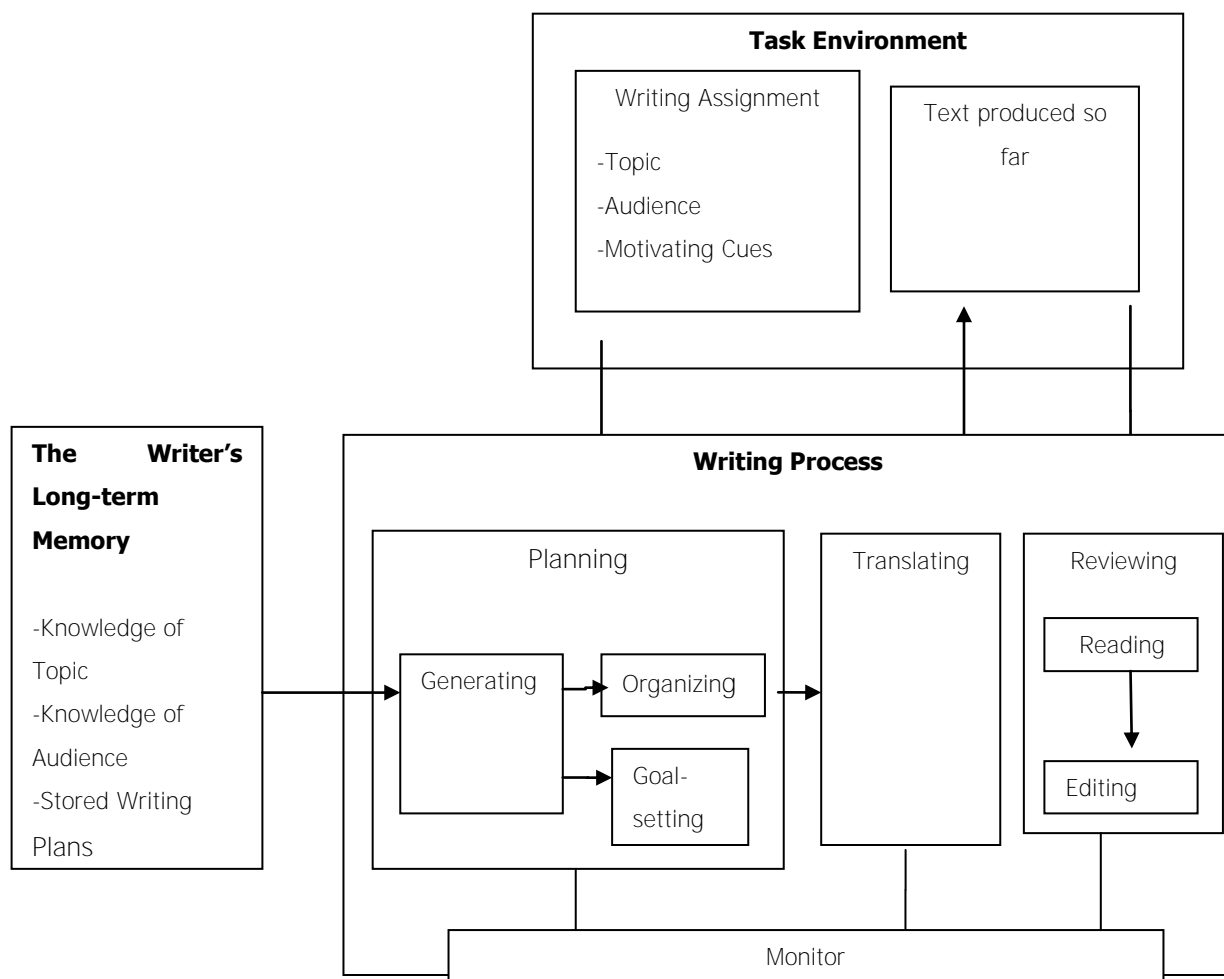 Task Environment
Writing Assignment
-Topic
-Audience
-Motivating Cues
Text produced so
far
The Writer’s
Long-term
Memory
-Knowledge of
Topic
-Knowledge of
Audience
-Stored Writing
Plans
Writing Process
Planning
Generating
Organizing
Goal-
setting
Translating
Reviewing
Reading
Editing
Monitor